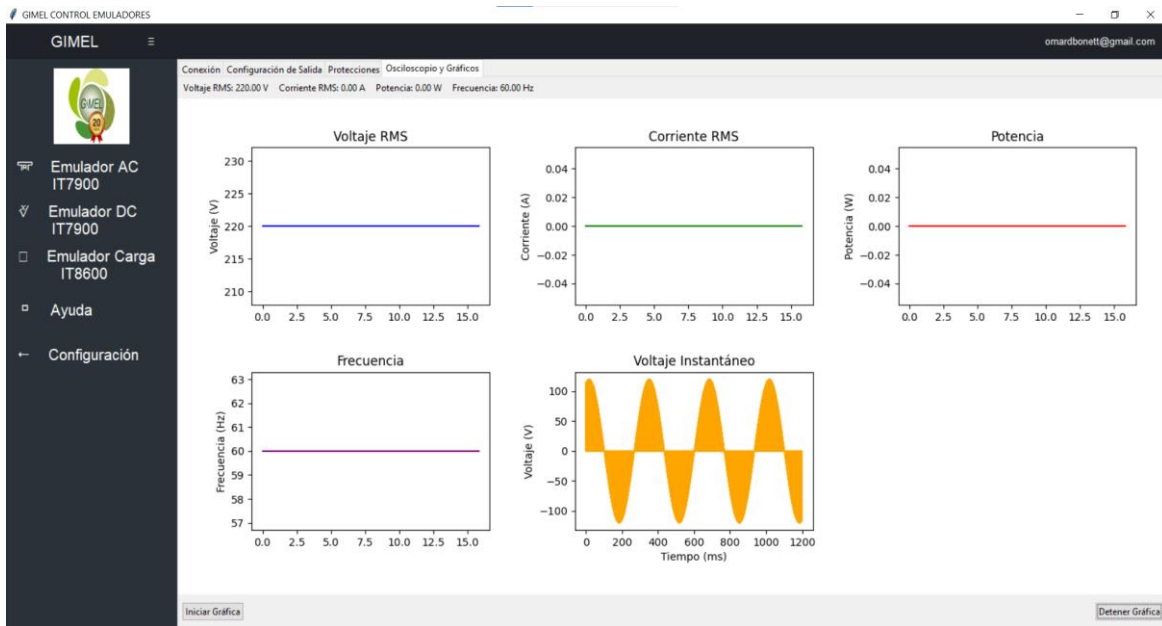 GIMEL CONTROL EMULADORES
GIMEL
omardbonett@gmail.com
Conexión Configuración de Salida Protecciones Osciloscopio y Gráficos
Voltaje RMS: 220.00 V Corriente RMS: 0.00 A Potencia: 0.00 W Frecuencia: 60.00 Hz
GIMEL
20
Emulador AC
IT7900
Emulador DC
IT7900
Emulador Carga
IT8600
Ayuda
Configuración
Voltaje RMS
Voltaje (V)
230
225
220
215
210
0.0 2.5 5.0 7.5 10.0 12.5 15.0
Corriente RMS
Corriente (A)
0.04
0.02
0.00
−0.02
−0.04
0.0 2.5 5.0 7.5 10.0 12.5 15.0
Potencia
Potencia (W)
0.04
0.02
0.00
−0.02
−0.04
0.0 2.5 5.0 7.5 10.0 12.5 15.0
Frecuencia
Frecuencia (Hz)
63
62
61
60
59
58
57
0.0 2.5 5.0 7.5 10.0 12.5 15.0
Voltaje Instantáneo
Voltaje (V)
100
50
0
−50
−100
0 200 400 600 800 1000 1200
Tiempo (ms)
Iniciar Gráfica
Detener Gráfica